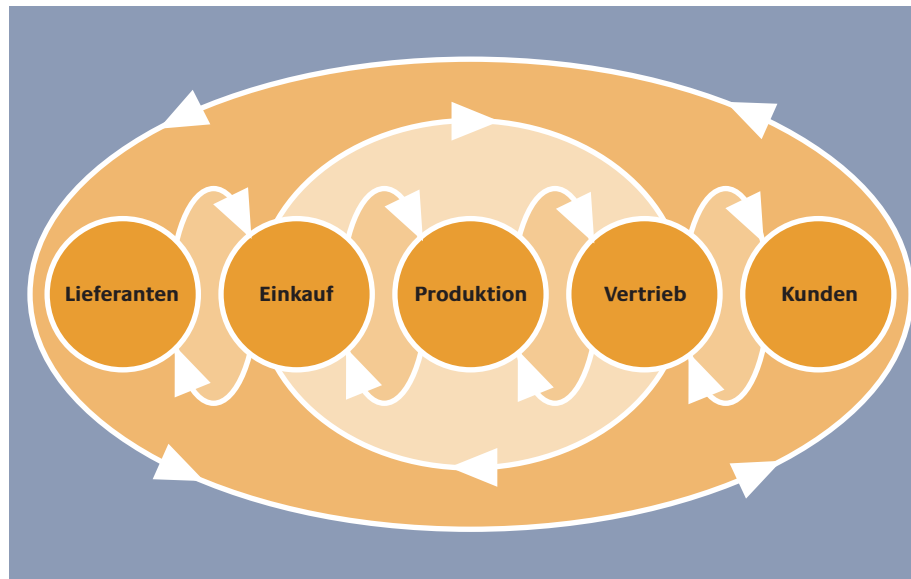 Lieferanten
Einkauf
Produktion
Vertrieb
Kunden